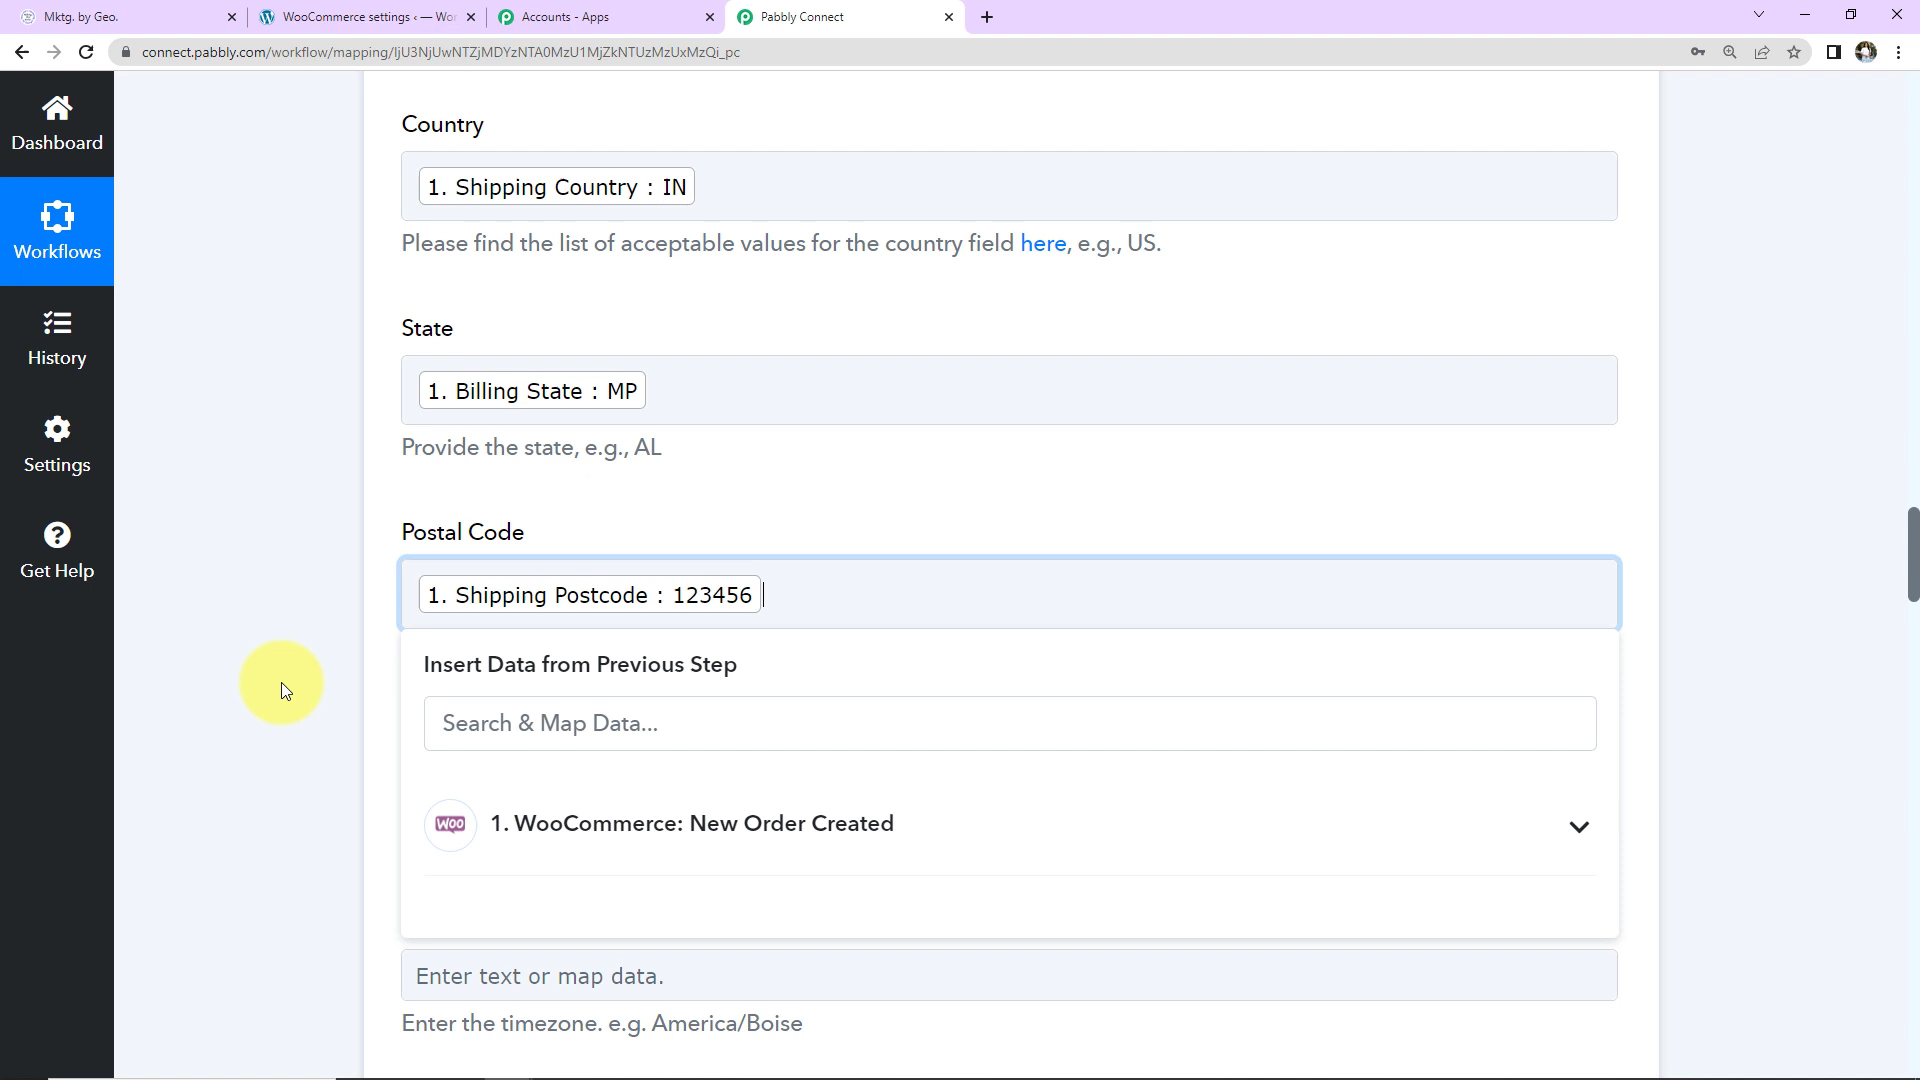 Mktg. by Geo.
WooCommerce settings ‹ — Wor
Accounts - Apps
Pabbly Connect
connect.pabbly.com/workflow/mapping/IjU3NjUwNTZjMDYzNTA0MzU1MjZkNTUzMzUxMzQi_pc
Dashboard
Workflows
History
Settings
Get Help
Country
1. Shipping Country : IN
Please find the list of acceptable values for the country field here, e.g., US.
State
1. Billing State : MP
Provide the state, e.g., AL
Postal Code
1. Shipping Postcode : 123456
Insert Data from Previous Step
Search & Map Data...
WOO
1. WooCommerce: New Order Created
Enter text or map data.
Enter the timezone. e.g. America/Boise